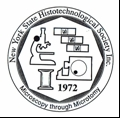 New York State Histotechnological Society Inc.
1972
Microscopy through Microtomy